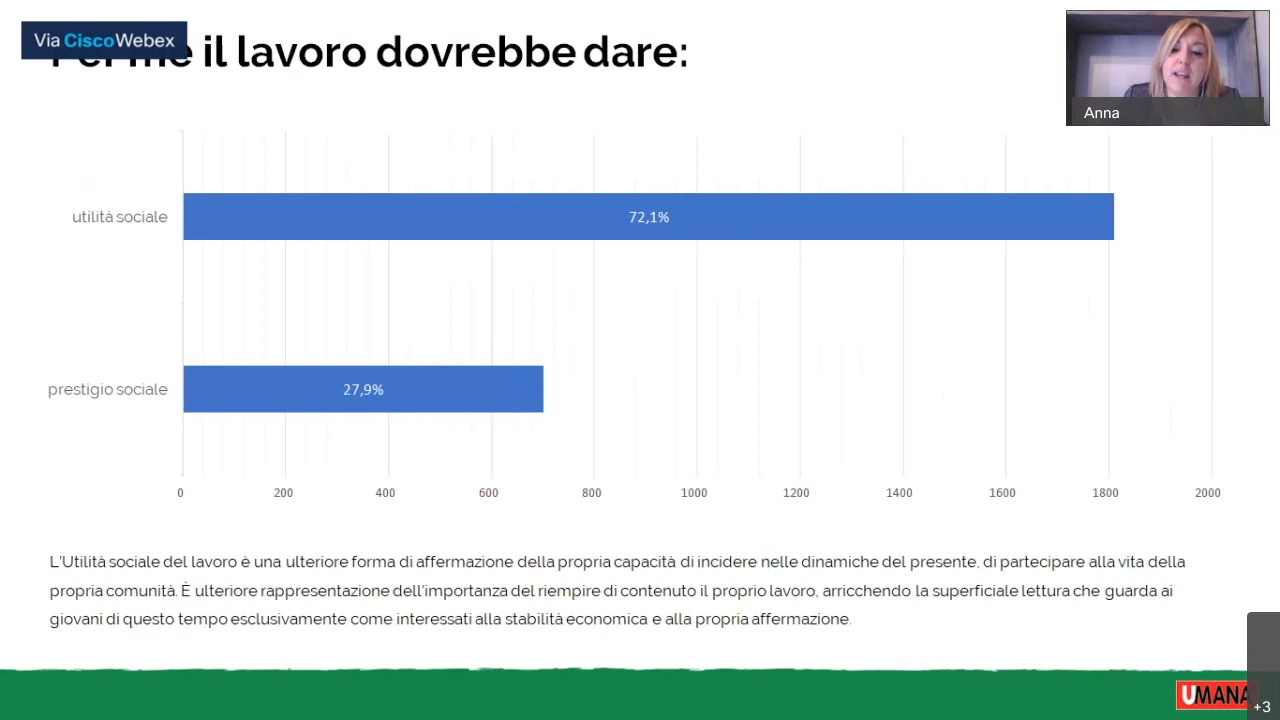 Via CiscoWebex
il lavoro dovrebbe dare:
Anna
utilità sociale
72,1%
prestigio sociale
27,9%
0 200 400 600 800 1000 1200 1400 1600 1800 2000
L'Utilità sociale del lavoro è una ulteriore forma di affermazione della propria capacità di incidere nelle dinamiche del presente, di partecipare alla vita della
propria comunità. È ulteriore rappresentazione dell'importanza del riempire di contenuto il proprio lavoro, arricchendo la superficiale lettura che guarda ai
giovani di questo tempo esclusivamente come interessati alla stabilità economica e alla propria affermazione.
UMANA
+3